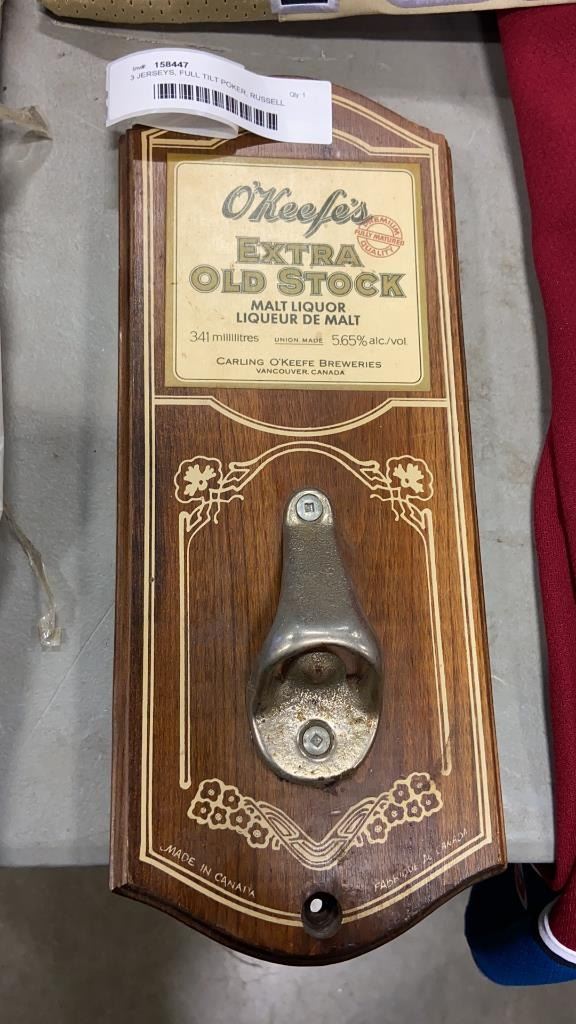 Inv#: 158447
3 JERSEYS, FULL TILT POKER, RUSSELL
Qty: 1
O'Keefe's
PREMIUM
FULLY MATURED
QUALITY
EXTRA
OLD STOCK
MALT LIQUOR
LIQUEUR DE MALT
341 millilitres UNION MADE 5.65% alc./vol.
CARLING O'KEEFE BREWERIES
VANCOUVER, CANADA
MADE IN CANADA
FABRIQUÉ AU CANADA